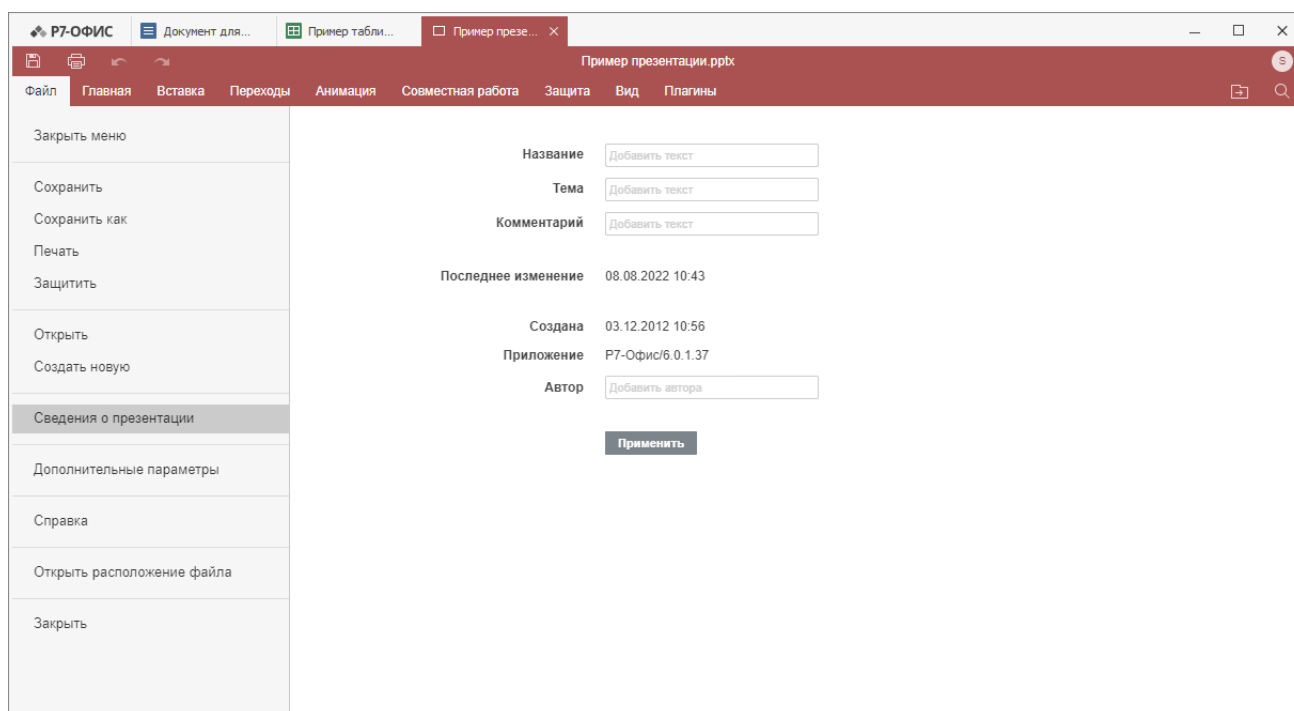 Р7-ОФИС Документ для... Пример табли... Пример презе...
Пример презентации.pptx S
Файл Главная Вставка Переходы Анимация Совместная работа Защита Вид Плагины
Закрыть меню
Название Добавить текст
Сохранить Тема Добавить текст
Сохранить как Комментарий Добавить текст
Печать
Защитить Последнее изменение 08.08.2022 10:43
Открыть Создана 03.12.2012 10:56
Создать новую Приложение Р7-Офис/6.0.1.37
Автор Добавить автора
Сведения о презентации
Применить
Дополнительные параметры
Справка
Открыть расположение файла
Закрыть